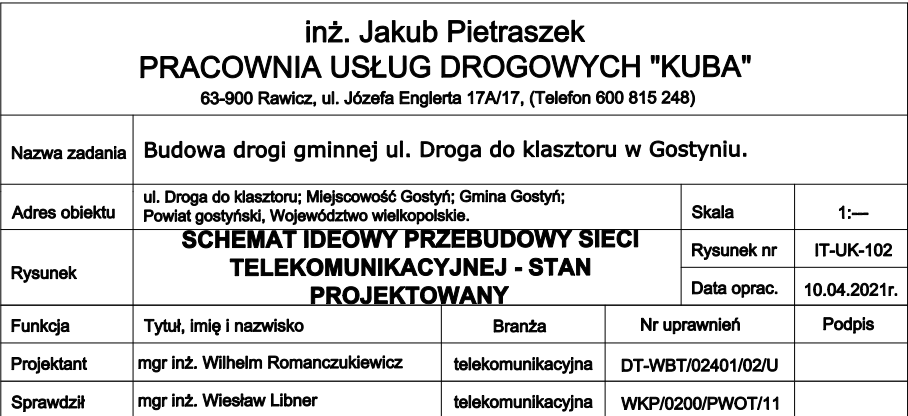 inż. Jakub Pietraszek
PRACOWNIA USŁUG DROGOWYCH "KUBA"
63-900 Rawicz, ul. Józefa Englerta 17A/17, (Telefon 600 815 248)
Nazwa zadania Budowa drogi gminnej ul. Droga do klasztoru w Gostyniu.
Adres obiektu
ul. Droga do klasztoru; Miejscowość Gostyń; Gmina Gostyń;
Powiat gostyński, Województwo wielkopolskie.
Skala 1:---
Rysunek
SCHEMAT IDEOWY PRZEBUDOWY SIECI
TELEKOMUNIKACYJNEJ - STAN
PROJEKTOWANY
Rysunek nr IT-UK-102
Data oprac. 10.04.2021r.
Funkcja Tytuł, imię i nazwisko Branża Nr uprawnień Podpis
Projektant mgr inż. Wilhelm Romanczukiewicz telekomunikacyjna DT-WBT/02401/02/U
Sprawdził mgr inż. Wiesław Libner telekomunikacyjna WKP/0200/PWOT/11